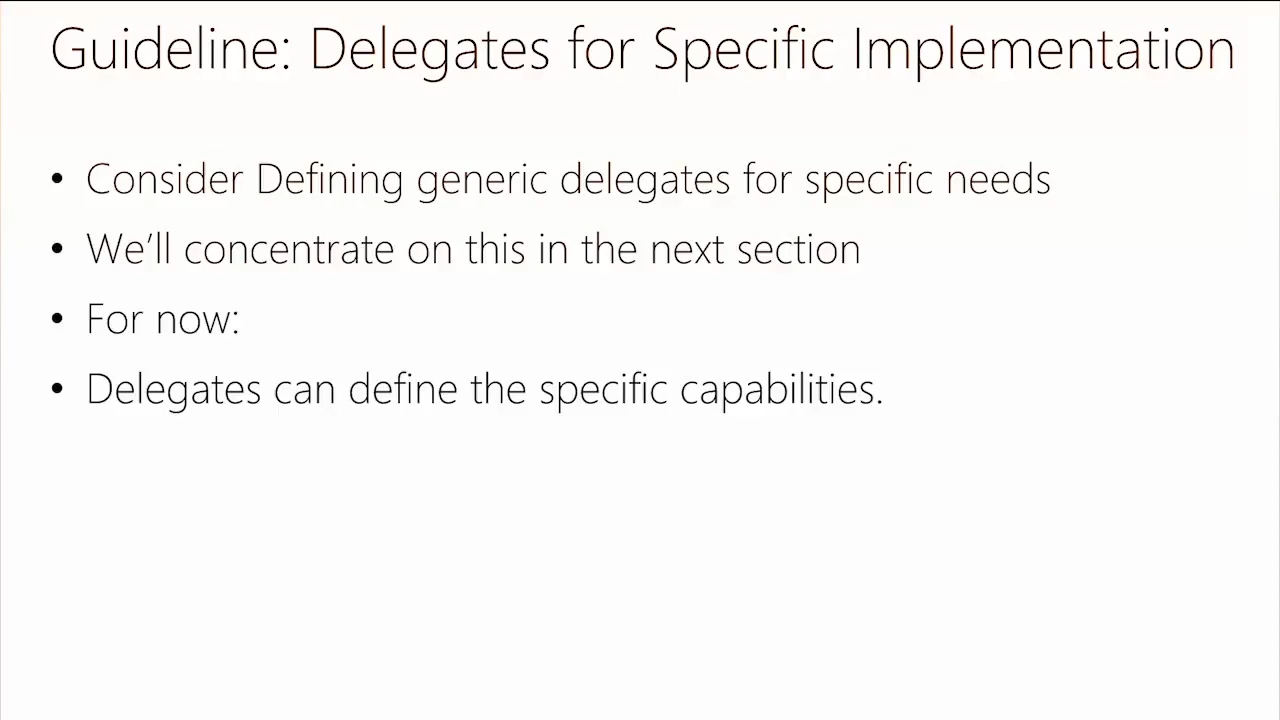 Guideline: Delegates for Specific Implementation
• Consider Defining generic delegates for specific needs
• We’ll concentrate on this in the next section
• For now:
• Delegates can define the specific capabilities.